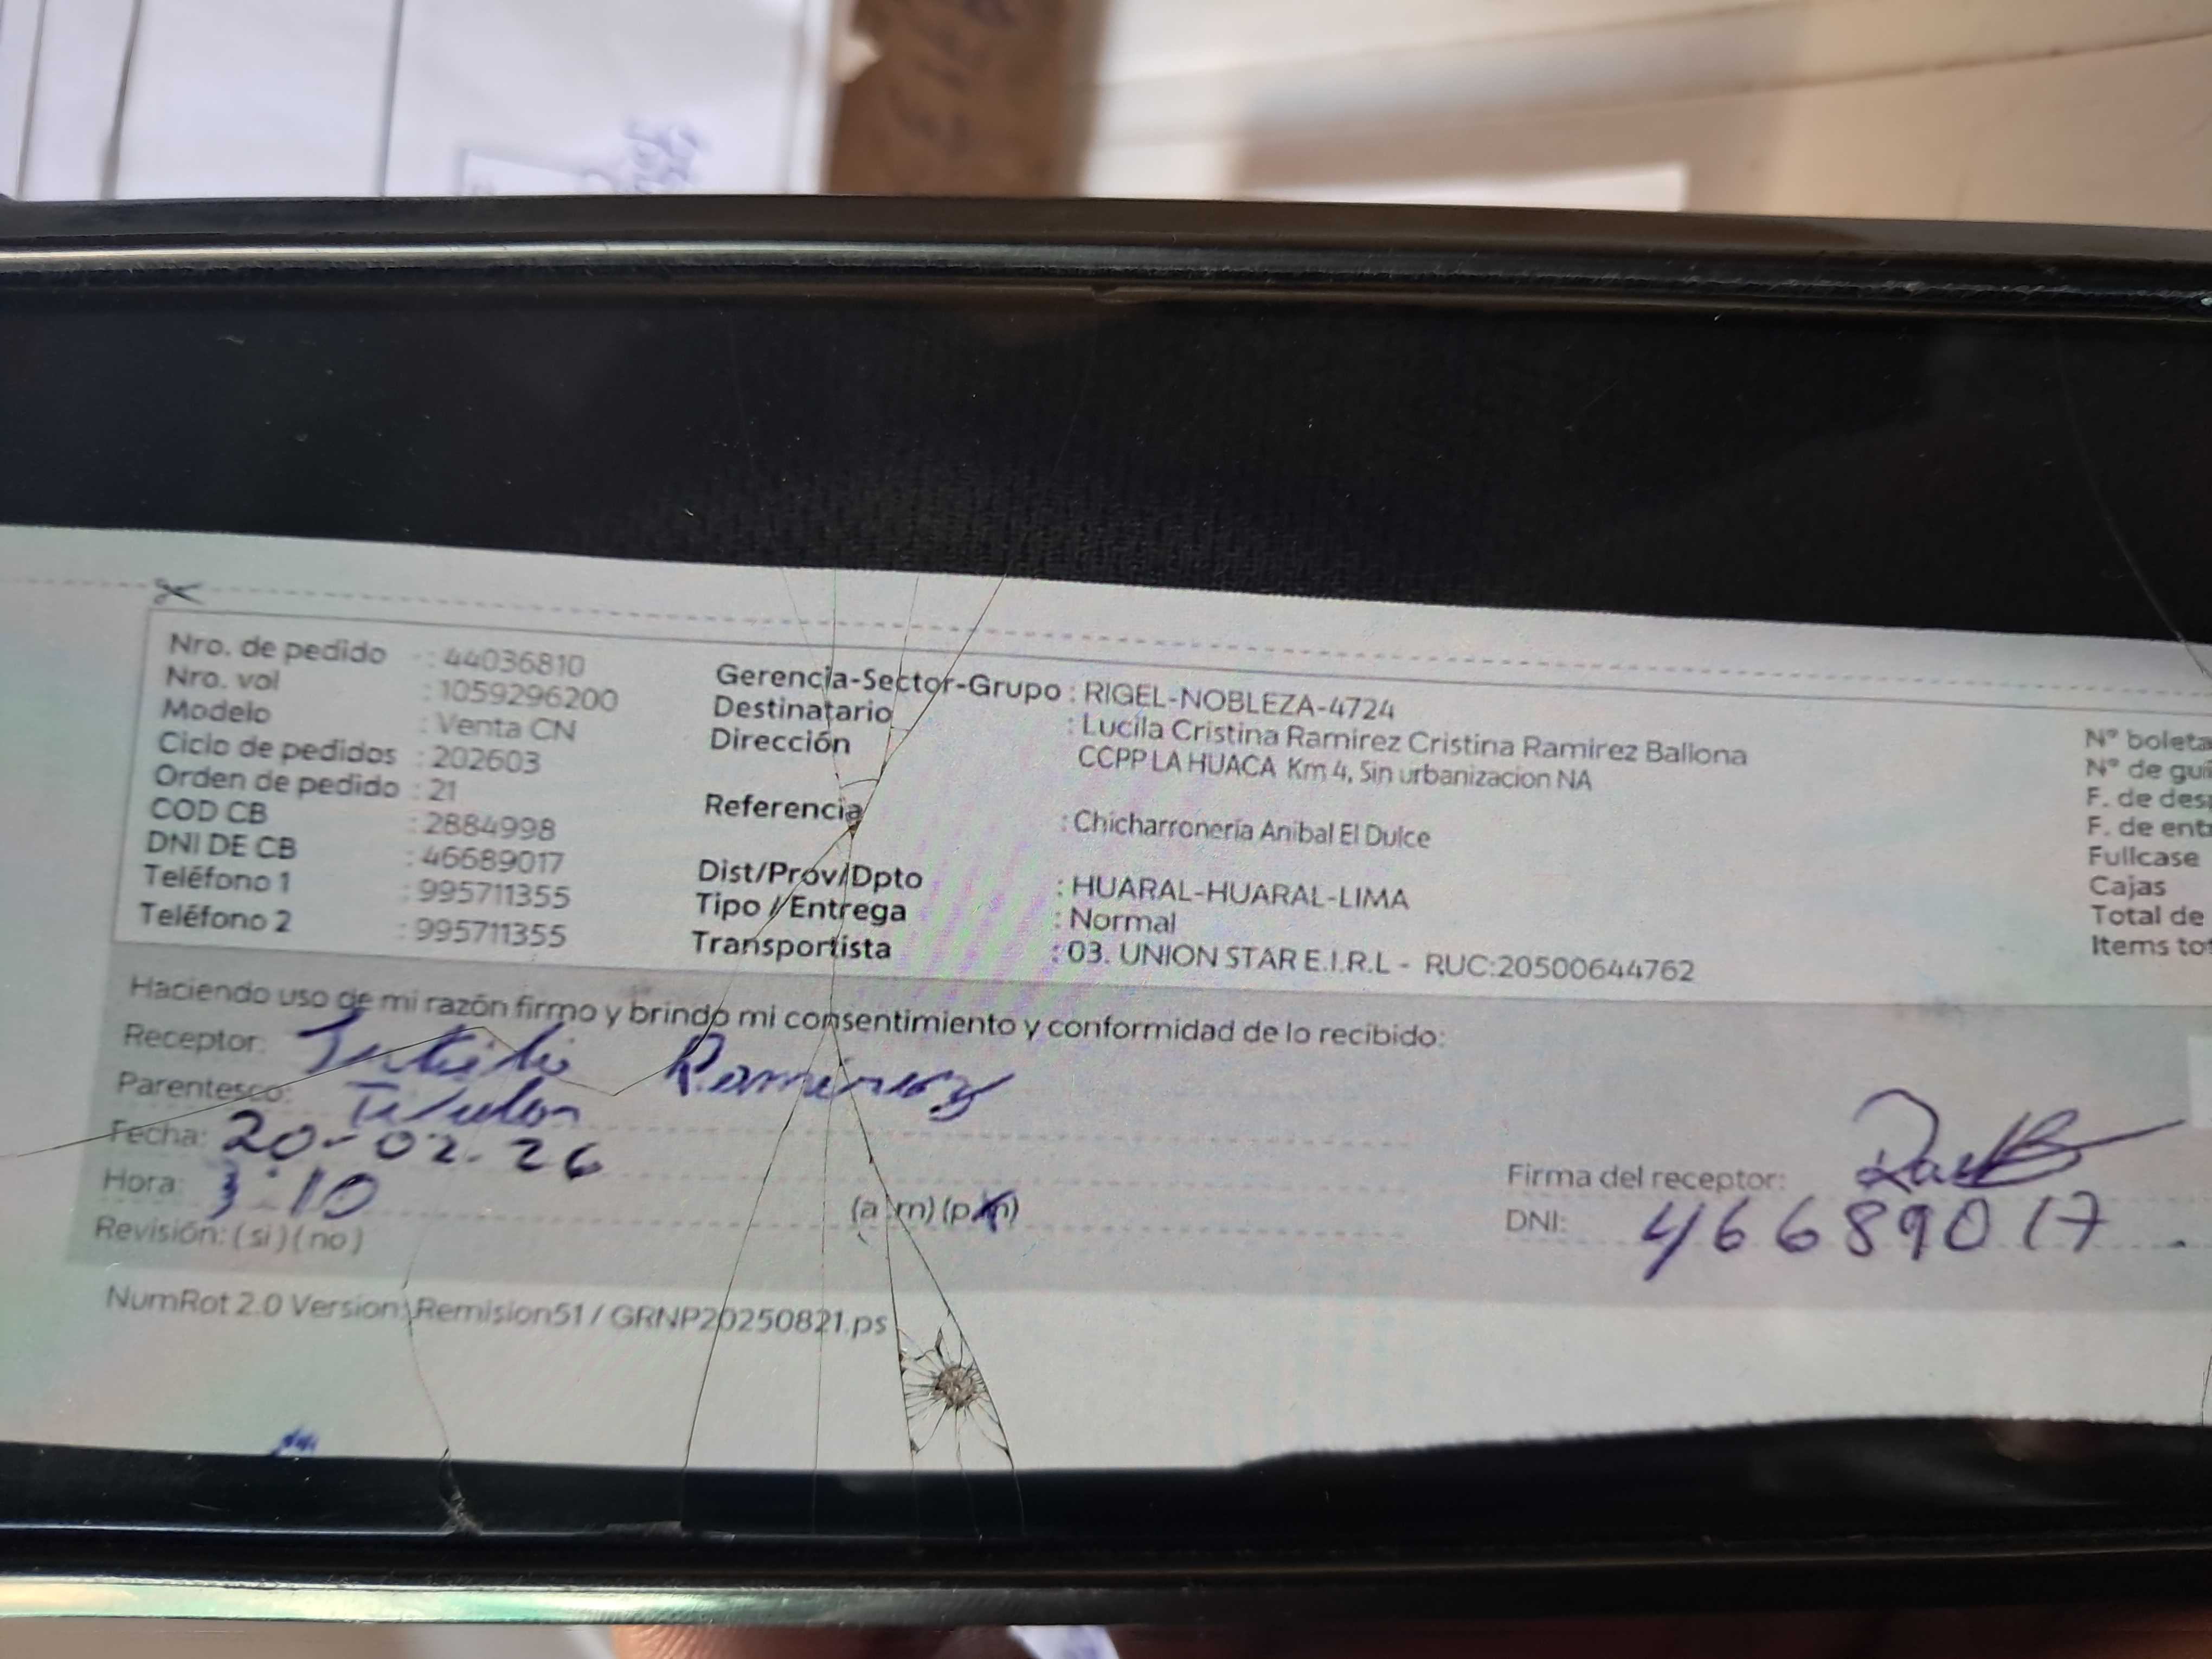 Nro. de pedido : 44036810
Nro. vol : 1059296200
Modelo : Venta CN
Ciclo de pedidos : 202603
Orden de pedido : 21
COD CB : 2884998
DNI DE CB : 46689017
Teléfono 1 : 995711355
Teléfono 2 : 995711355
Gerencia-Sector-Grupo : RIGEL-NOBLEZA-4724
Destinatario : Lucila Cristina Ramirez Cristina Ramirez Ballona
Dirección CCPP LA HUACA Km 4, Sin urbanizacion NA
Referencia : Chicharroneria Anibal El Dulce
Dist/Prov/Dpto : HUARAL-HUARAL-LIMA
Tipo / Entrega : Normal
Transportista : 03. UNION STAR E.I.R.L - RUC:20500644762
N° boleta
N° de guí
F. de des
F. de ent
Fullcase
Cajas
Total de
Items to
Haciendo uso de mi razón firmo y brindo mi consentimiento y conformidad de lo recibido:
Receptor: Ramirez
Parentesco: Titular
Fecha: 20-02.26
Hora: 3:10 (a m) (p m)
Revisión: (si) (no)
Firma del receptor:
DNI: 46689017
NumRot 2.0 Version: Remision51 / GRNP20250821.ps